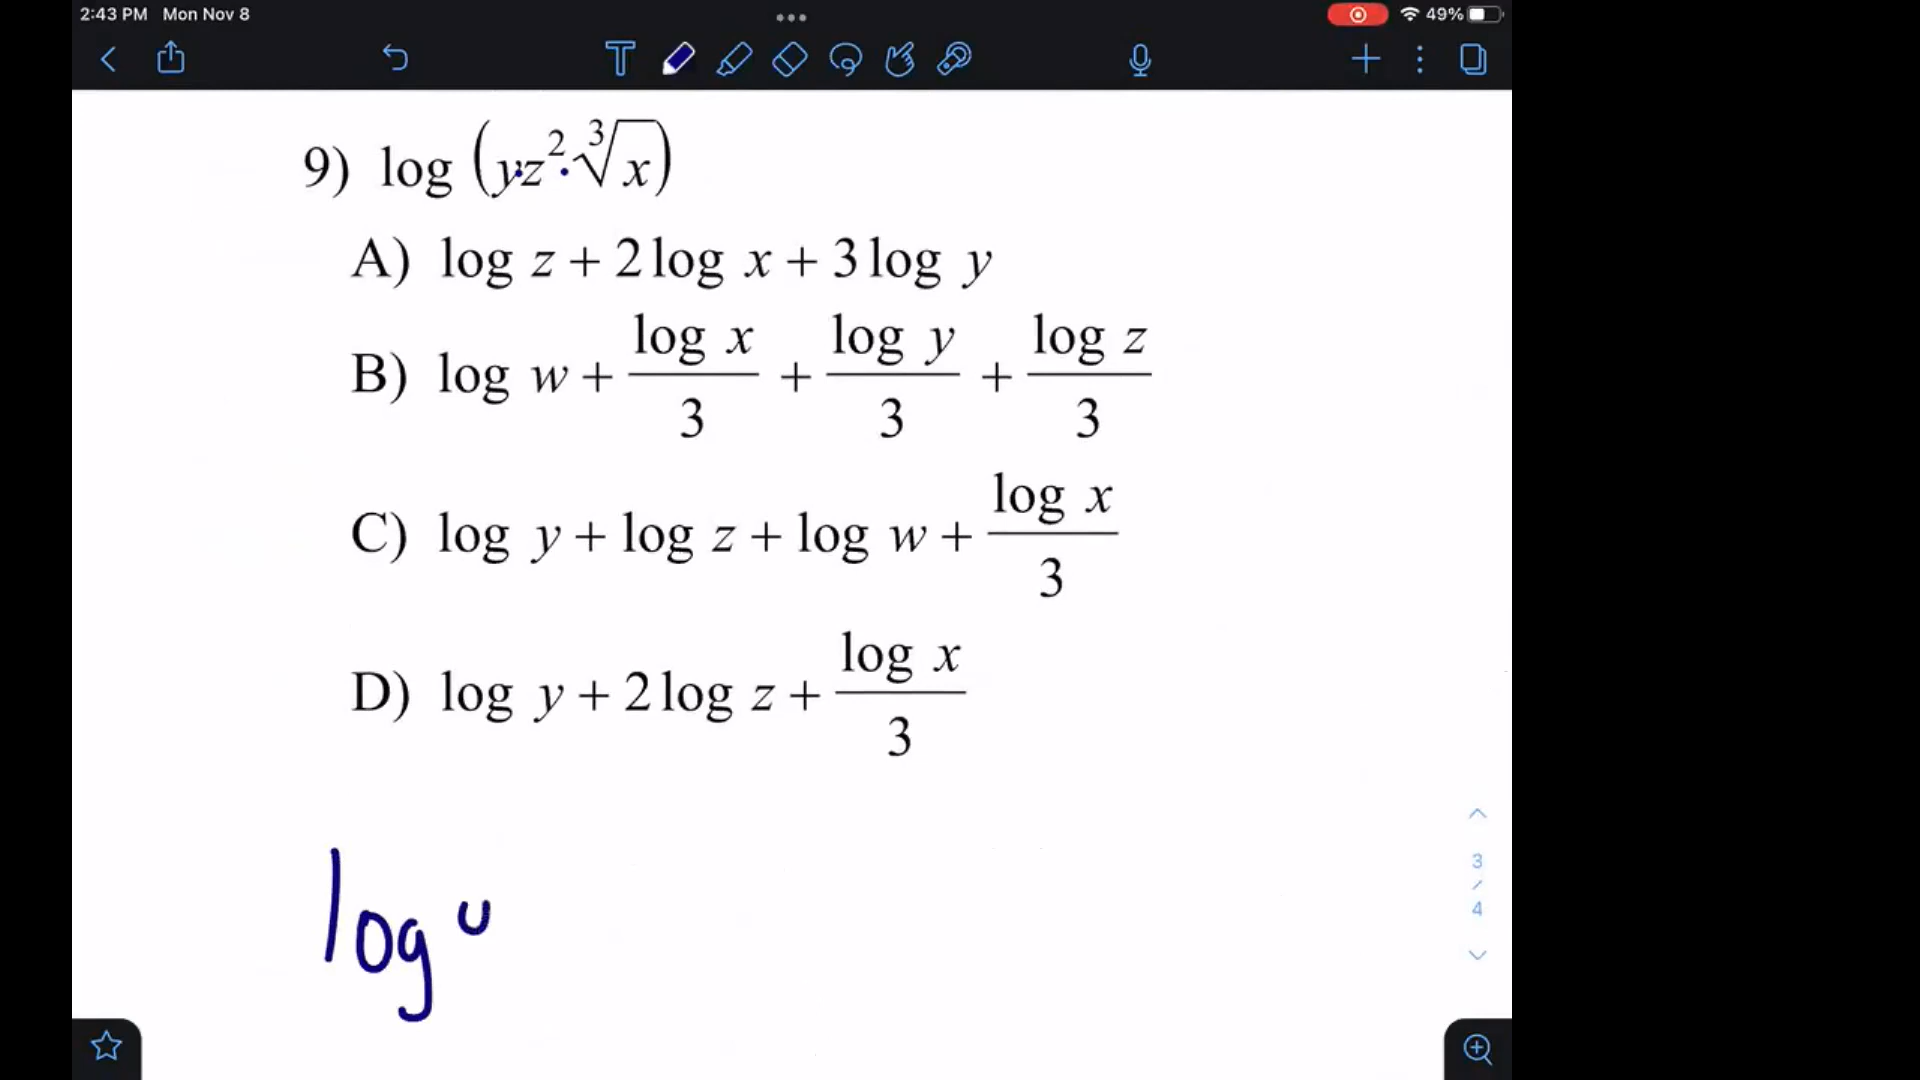 2:43 PM Mon Nov 8
49%
T
9) log (yz²·∛x)
A) log z + 2 log x + 3 log y
B) log w + log x / 3 + log y / 3 + log z / 3
C) log y + log z + log w + log x / 3
D) log y + 2 log z + log x / 3
log
3
/
4